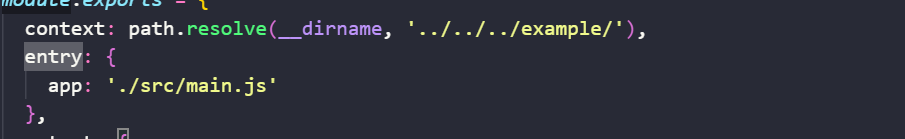 module.exports = {
context: path.resolve(__dirname, '../../../example/'),
entry: {
app: './src/main.js'
},